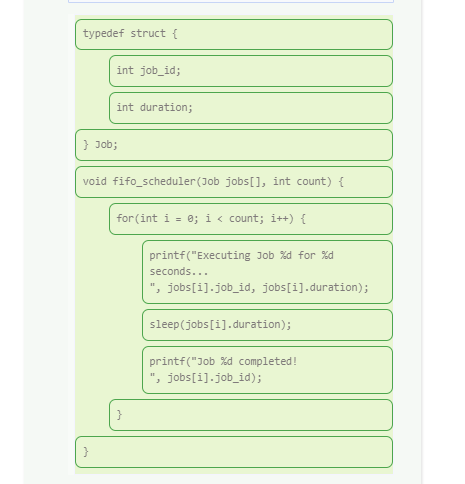 typedef struct {
int job_id;
int duration;
} Job;
void fifo_scheduler(Job jobs[], int count) {
for(int i = 0; i < count; i++) {
printf("Executing Job %d for %d
seconds...
", jobs[i].job_id, jobs[i].duration);
sleep(jobs[i].duration);
printf("Job %d completed!
", jobs[i].job_id);
}
}